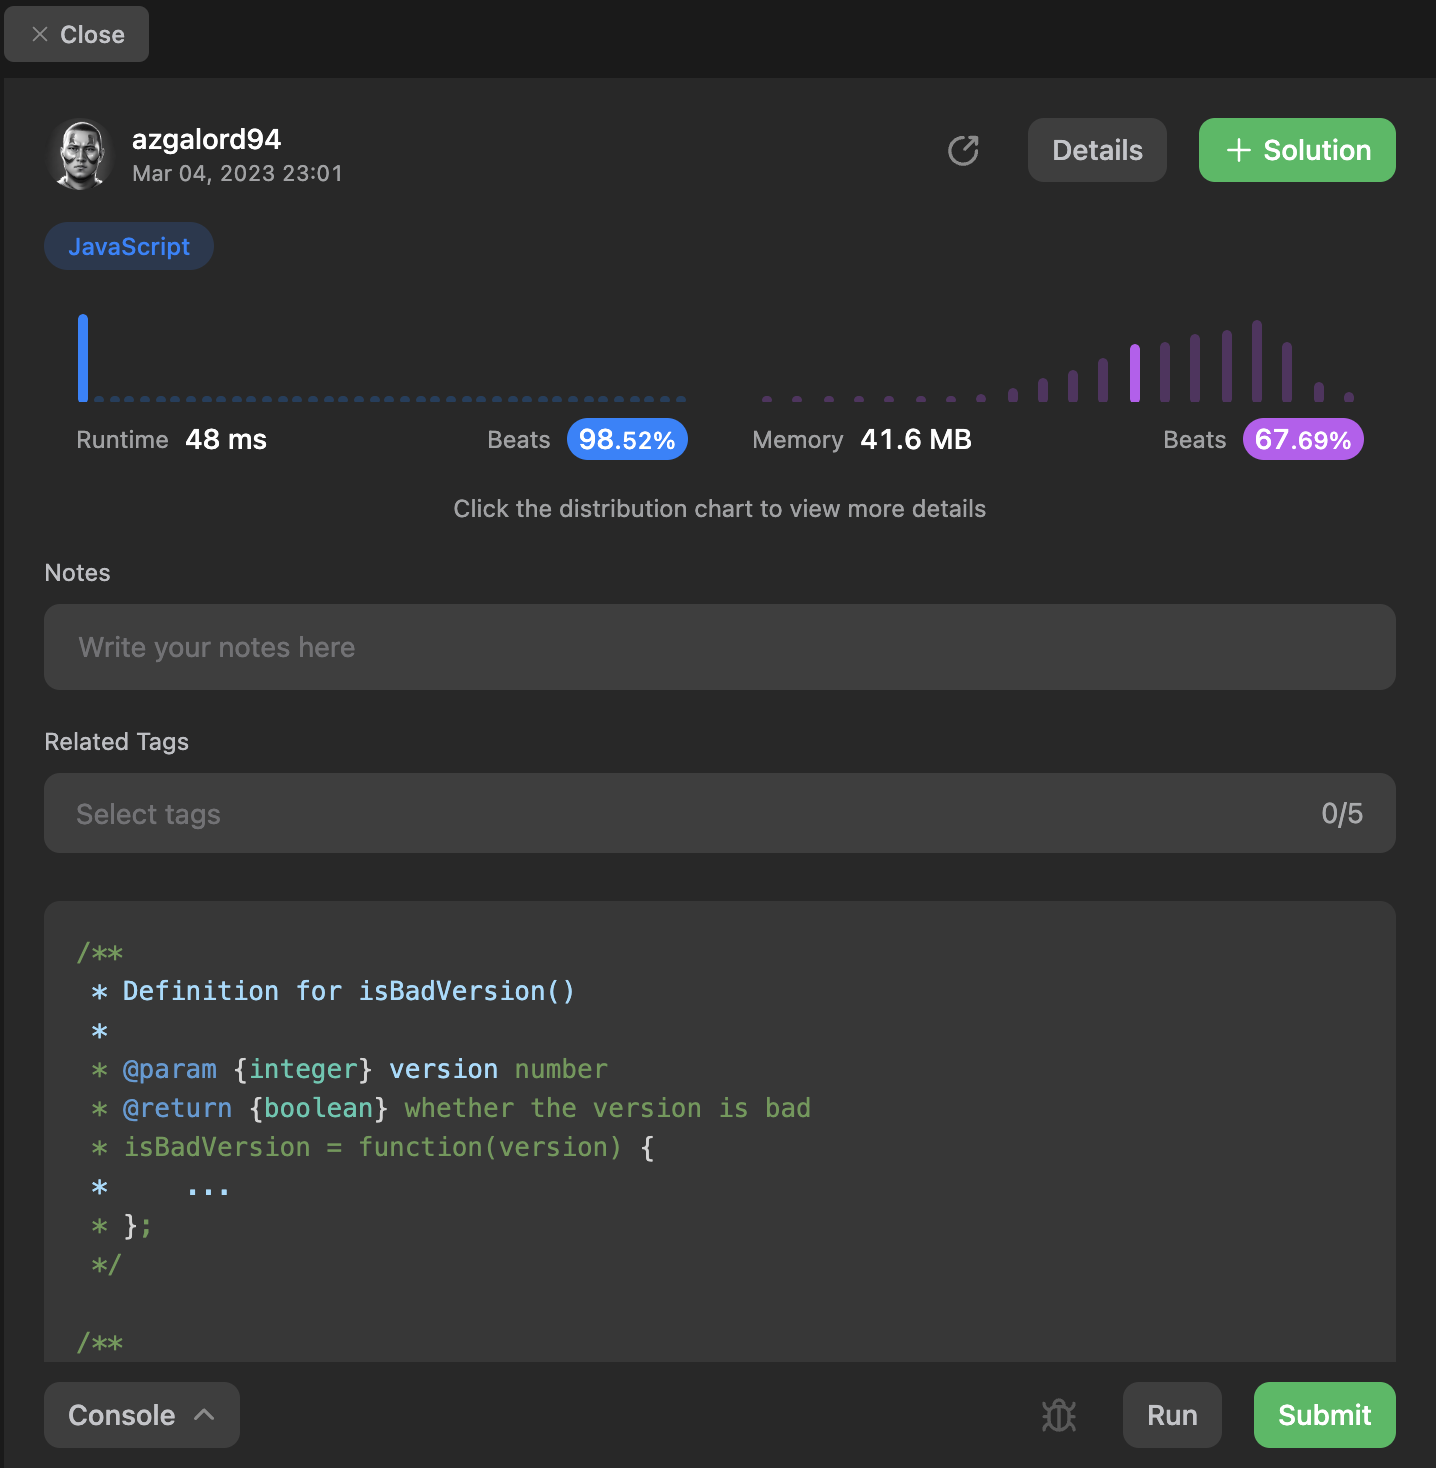 Close
azgalord94
Mar 04, 2023 23:01
Details
+ Solution
JavaScript
Runtime 48 ms
Beats 98.52%
Memory 41.6 MB
Beats 67.69%
Click the distribution chart to view more details
Notes
Write your notes here
Related Tags
Select tags 0/5
/**
 * Definition for isBadVersion()
 *
 * @param {integer} version number
 * @return {boolean} whether the version is bad
 * isBadVersion = function(version) {
 *     ...
 * };
 */
/**
Console
Run
Submit